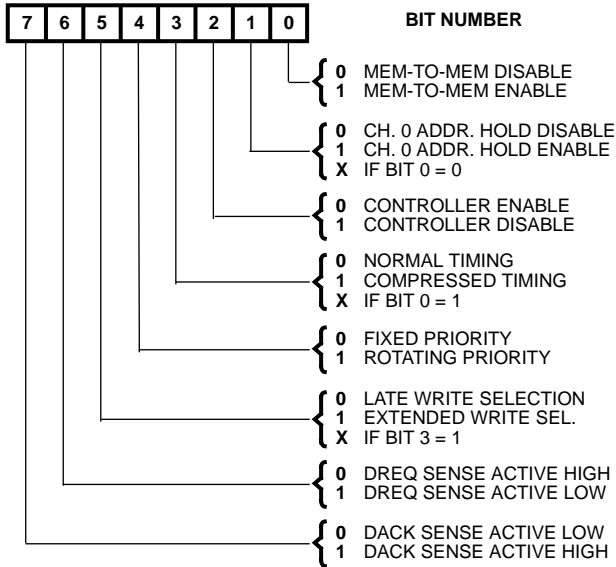 7 6 5 4 3 2 1 0 BIT NUMBER
0 MEM-TO-MEM DISABLE
1 MEM-TO-MEM ENABLE
0 CH. 0 ADDR. HOLD DISABLE
1 CH. 0 ADDR. HOLD ENABLE
X IF BIT 0 = 0
0 CONTROLLER ENABLE
1 CONTROLLER DISABLE
0 NORMAL TIMING
1 COMPRESSED TIMING
X IF BIT 0 = 1
0 FIXED PRIORITY
1 ROTATING PRIORITY
0 LATE WRITE SELECTION
1 EXTENDED WRITE SEL.
X IF BIT 3 = 1
0 DREQ SENSE ACTIVE HIGH
1 DREQ SENSE ACTIVE LOW
0 DACK SENSE ACTIVE LOW
1 DACK SENSE ACTIVE HIGH